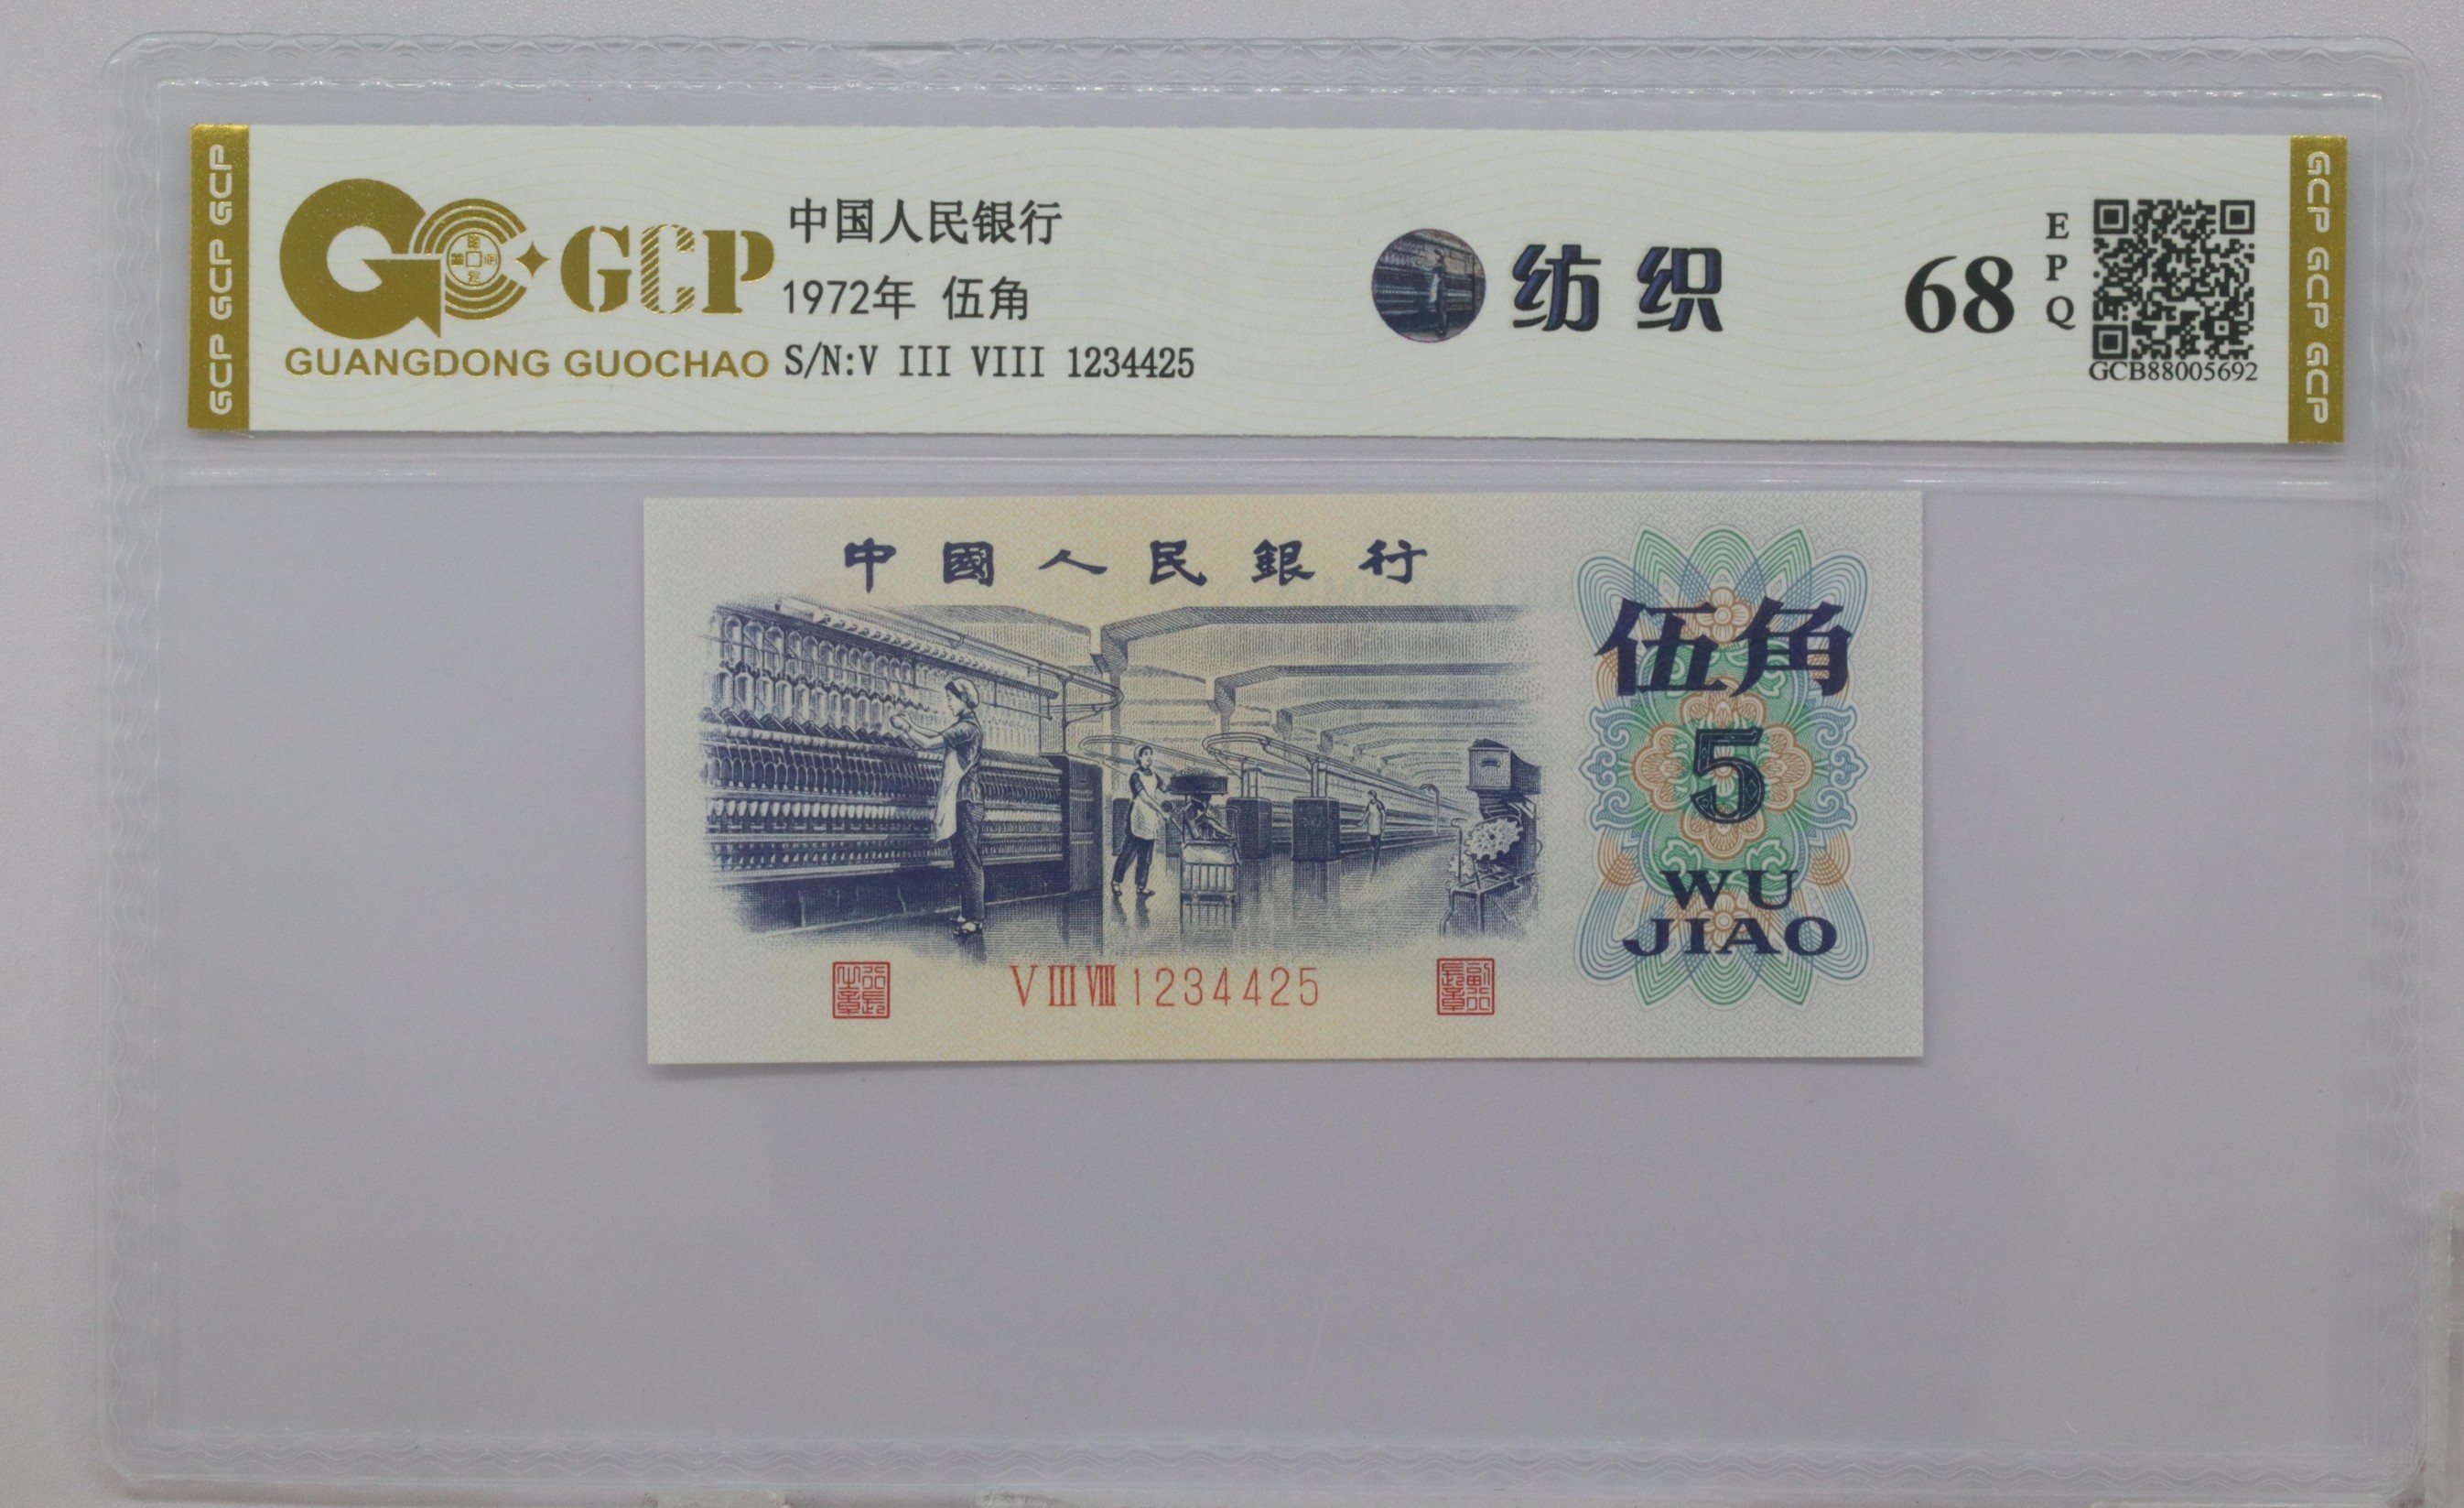 GCP GCP GCP
GCP
GUANGDONG GUOCHAO
中国人民银行
1972年 伍角
S/N:V III VIII 1234425
纺织
68
EPQ
GCB88005692
GCP GCP GCP
中國人民銀行
伍角
5
WU
JIAO
V III VIII 1234425